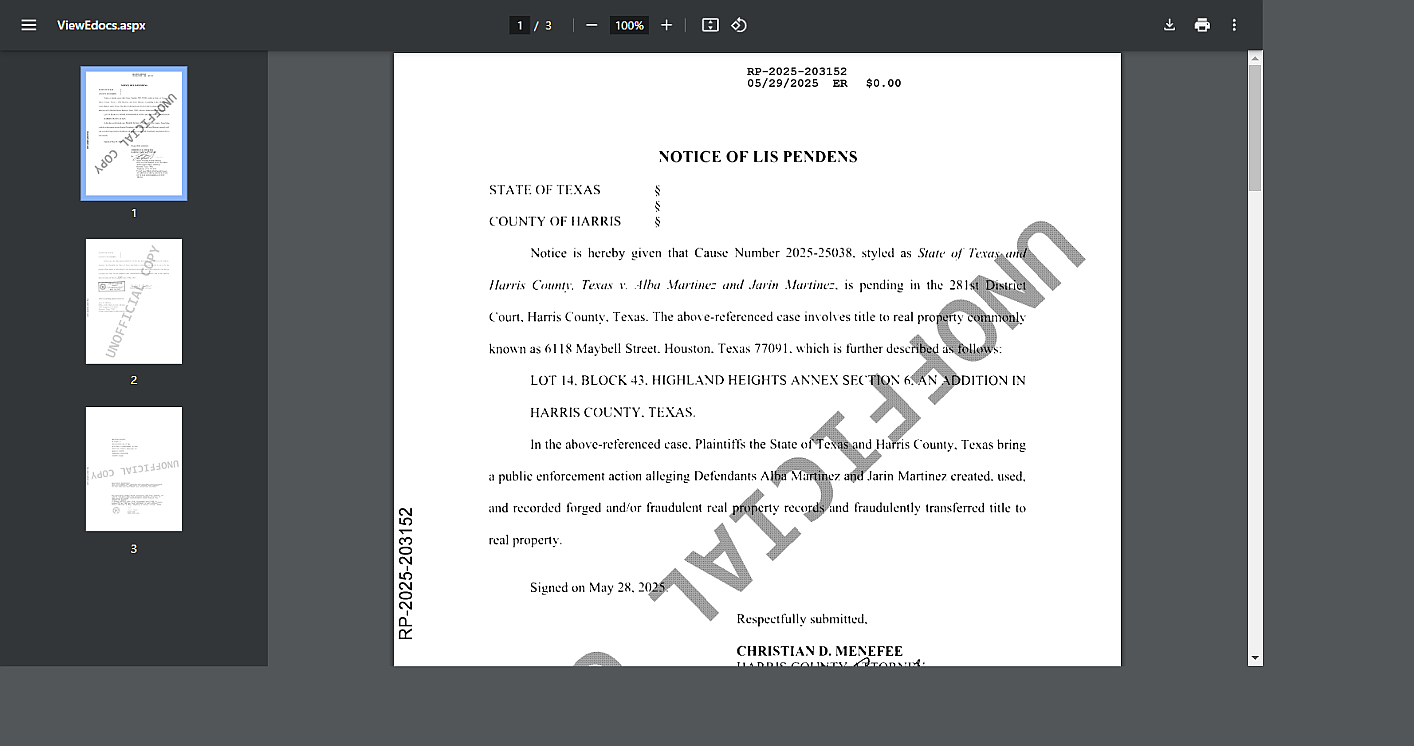 ViewEdocs.aspx
1 / 3
100%
RP-2025-203152
05/29/2025 ER $0.00
NOTICE OF LIS PENDENS
STATE OF TEXAS §
§
COUNTY OF HARRIS §
Notice is hereby given that Cause Number 2025-25038, styled as State of Texas and
Harris County, Texas v. Alba Martinez and Jarin Martinez, is pending in the 281st District
Court, Harris County, Texas. The above-referenced case involves title to real property commonly
known as 6118 Maybell Street, Houston, Texas 77091, which is further described as follows:
LOT 14, BLOCK 43, HIGHLAND HEIGHTS ANNEX SECTION 6, AN ADDITION IN
HARRIS COUNTY, TEXAS.
In the above-referenced case, Plaintiffs the State of Texas and Harris County, Texas bring
a public enforcement action alleging Defendants Alba Martinez and Jarin Martinez created, used,
and recorded forged and/or fraudulent real property records and fraudulently transferred title to
real property.
Signed on May 28, 2025.
Respectfully submitted,
CHRISTIAN D. MENEFEE
HARRIS COUNTY ATTORNEY
RP-2025-203152
UNOFFICIAL
UNOFFICIAL COPY
1
UNOFFICIAL COPY
2
UNOFFICIAL COPY
3